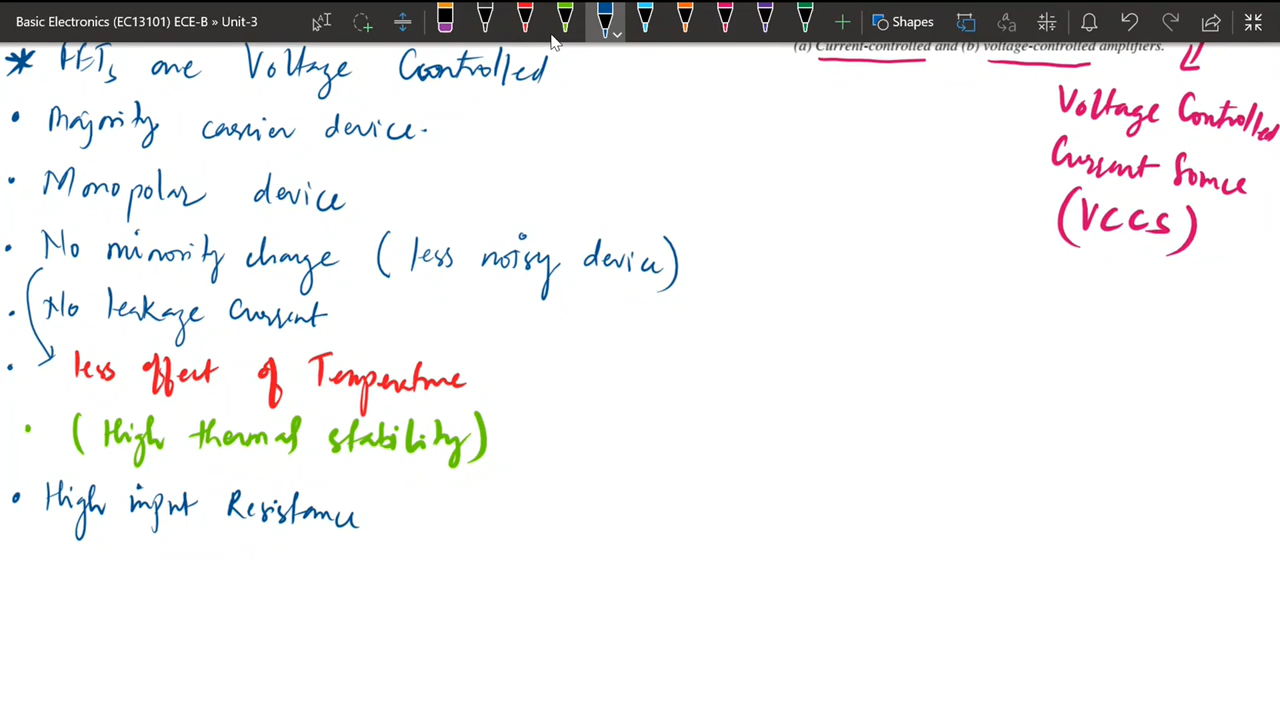 Basic Electronics (EC13101) ECE-B » Unit-3
Shapes
(a) Current-controlled and (b) voltage-controlled amplifiers.
* FETs are Voltage Controlled
• Majority carrier device.
• Monopolar device
• No minority charge (less noisy device)
• No leakage current
• less effect of Temperature
• (High thermal stability)
• High input Resistance
Voltage Controlled
Current Source
(VCCS)